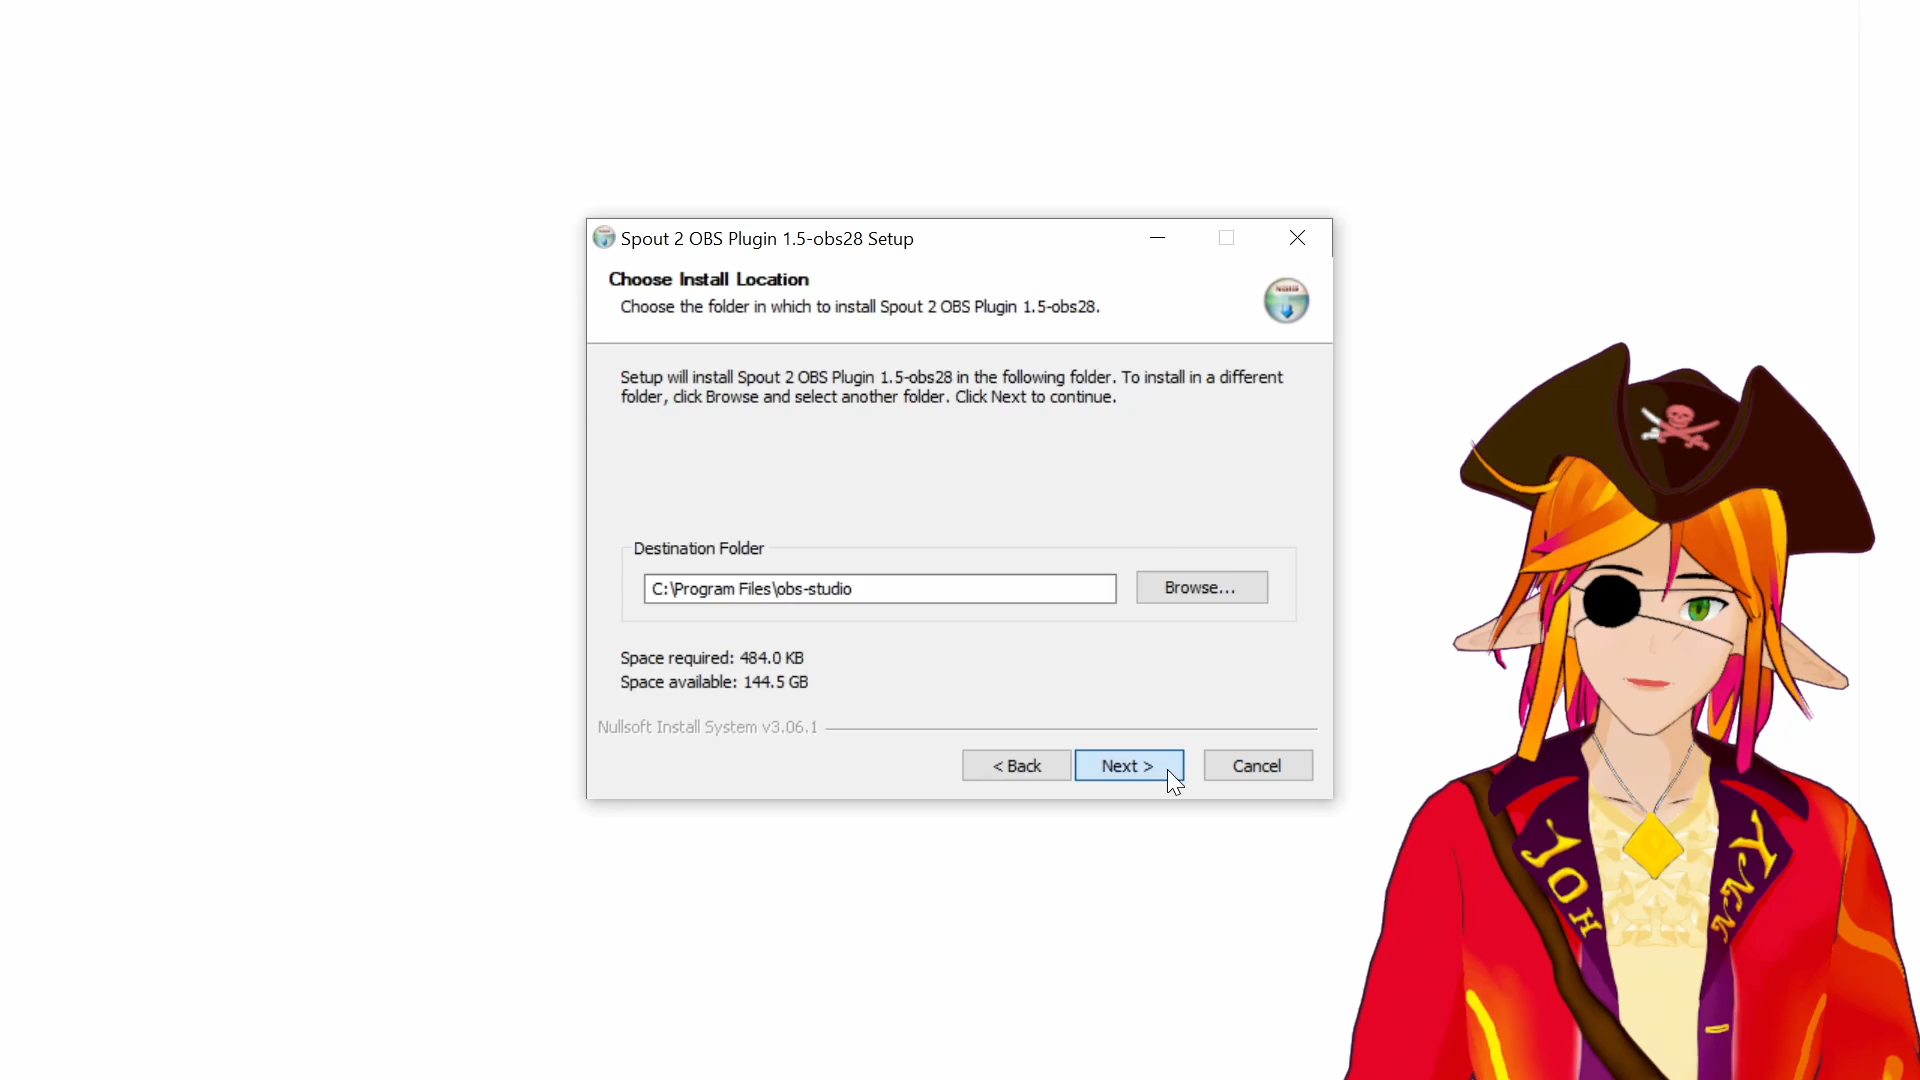 Spout 2 OBS Plugin 1.5-obs28 Setup
Choose Install Location
Choose the folder in which to install Spout 2 OBS Plugin 1.5-obs28.
Setup will install Spout 2 OBS Plugin 1.5-obs28 in the following folder. To install in a different
folder, click Browse and select another folder. Click Next to continue.
Destination Folder
C:\Program Files\obs-studio
Browse...
Space required: 484.0 KB
Space available: 144.5 GB
Nullsoft Install System v3.06.1
< Back
Next >
Cancel
JOH
NNY